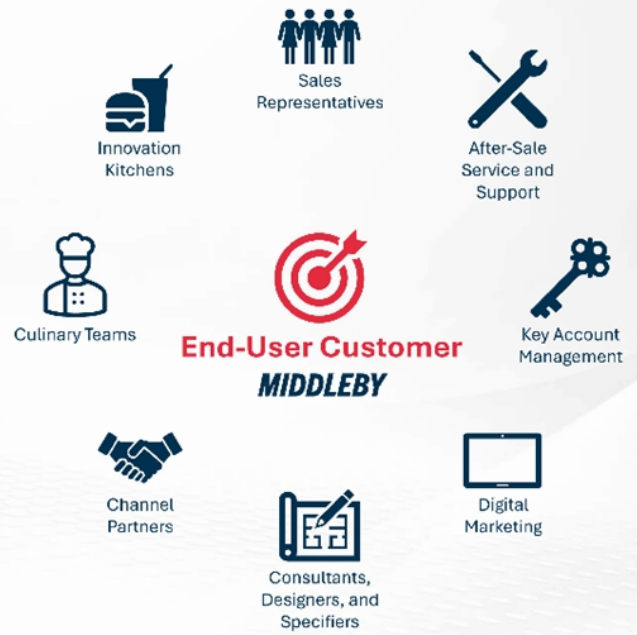 Sales
Representatives
Innovation
Kitchens
After-Sale
Service and
Support
Culinary Teams
End-User Customer
MIDDLEBY
Key Account
Management
Channel
Partners
Digital
Marketing
Consultants,
Designers, and
Specifiers